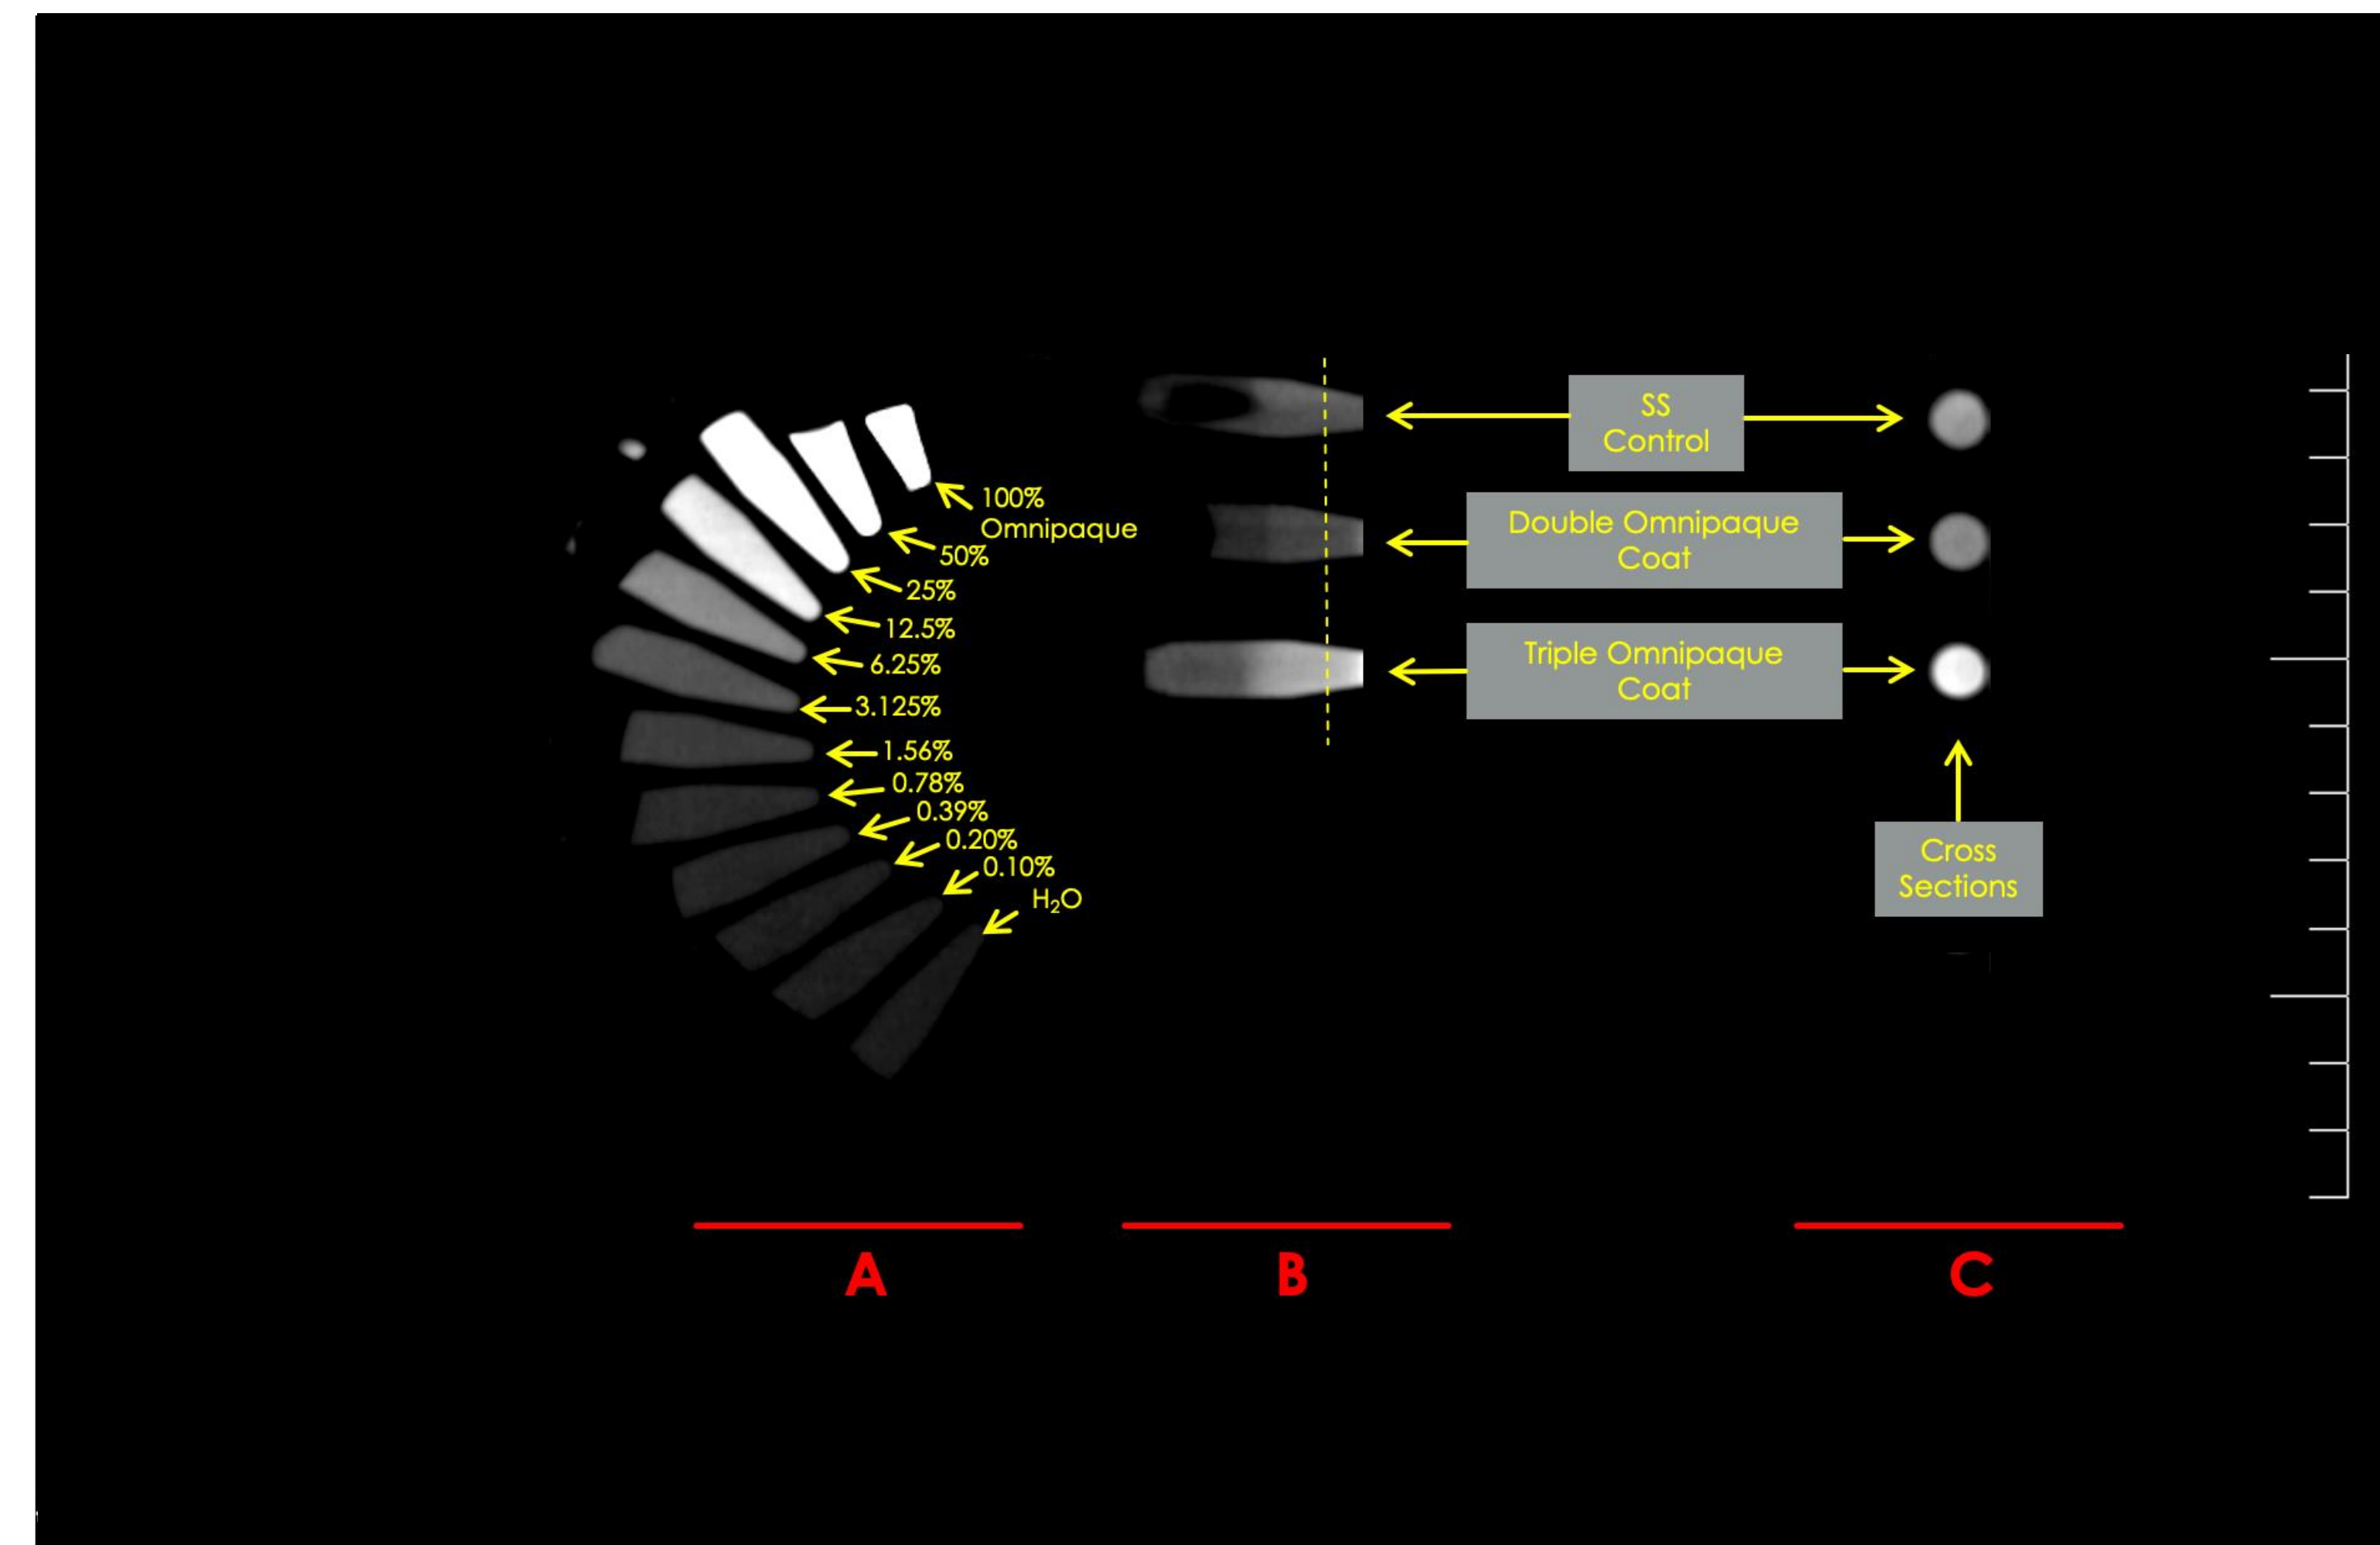 100%
Omnipaque
50%
25%
12.5%
6.25%
3.125%
1.56%
0.78%
0.39%
0.20%
0.10%
H₂O
SS
Control
Double Omnipaque
Coat
Triple Omnipaque
Coat
Cross
Sections
A
B
C